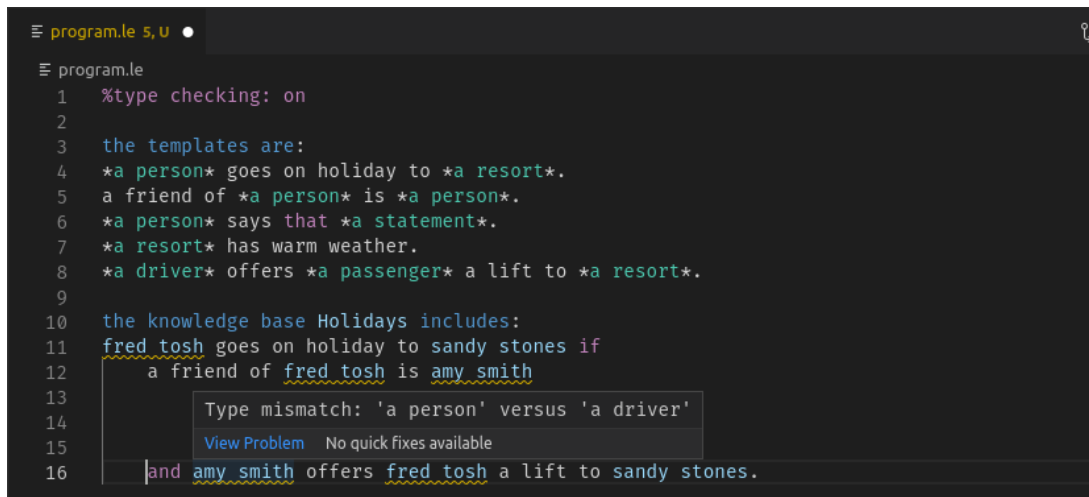 program.le 5, U
program.le
1 %type checking: on
2
3 the templates are:
4 *a person* goes on holiday to *a resort*.
5 a friend of *a person* is *a person*.
6 *a person* says that *a statement*.
7 *a resort* has warm weather.
8 *a driver* offers *a passenger* a lift to *a resort*.
9
10 the knowledge base Holidays includes:
11 fred tosh goes on holiday to sandy stones if
12 a friend of fred tosh is amy smith
13
Type mismatch: 'a person' versus 'a driver'
14
View Problem No quick fixes available
15
16 and amy smith offers fred tosh a lift to sandy stones.